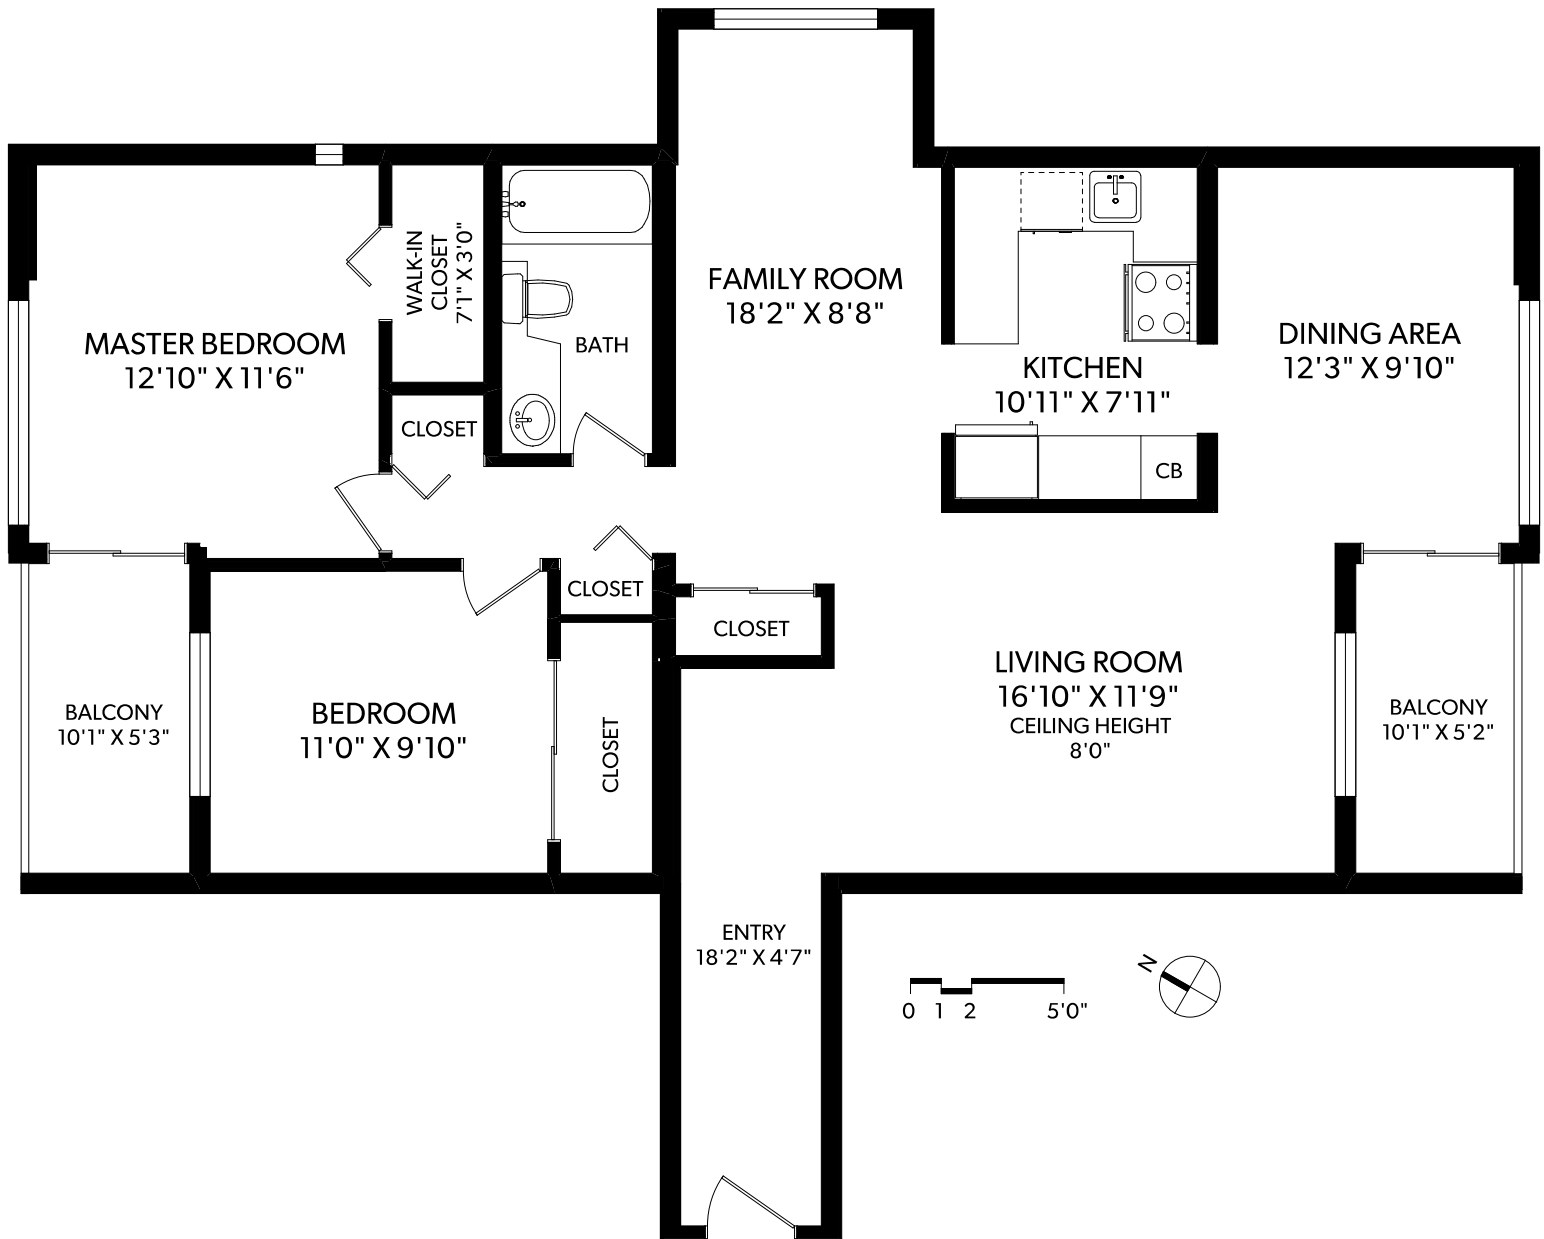 FAMILY ROOM
18'2" X 8'8"
WALK-IN
CLOSET
7'1" X 3'0"
MASTER BEDROOM
12'10" X 11'6"
BATH
DINING AREA
12'3" X 9'10"
KITCHEN
10'11" X 7'11"
CLOSET
CB
CLOSET
CLOSET
LIVING ROOM
16'10" X 11'9"
CEILING HEIGHT
8'0"
BALCONY
10'1" X 5'3"
BEDROOM
11'0" X 9'10"
CLOSET
BALCONY
10'1" X 5'2"
ENTRY
18'2" X 4'7"
N
0 1 2 5'0"